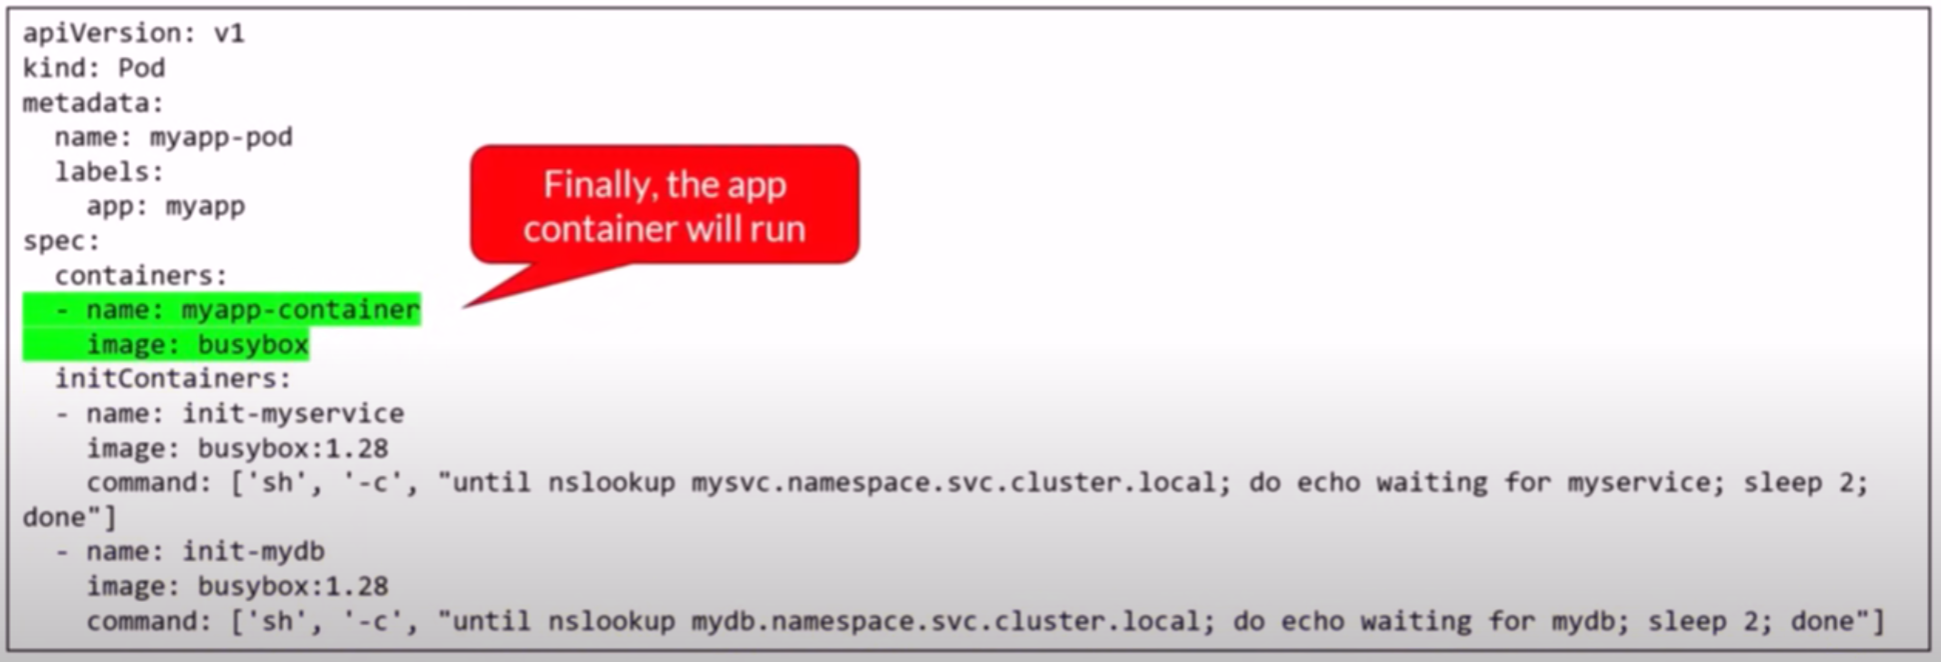 apiVersion: v1
kind: Pod
metadata:
  name: myapp-pod
  labels:
    app: myapp
spec:
  containers:
  - name: myapp-container
    image: busybox
  initContainers:
  - name: init-myservice
    image: busybox:1.28
    command: ['sh', '-c', "until nslookup mysvc.namespace.svc.cluster.local; do echo waiting for myservice; sleep 2;
done"]
  - name: init-mydb
    image: busybox:1.28
    command: ['sh', '-c', "until nslookup mydb.namespace.svc.cluster.local; do echo waiting for mydb; sleep 2; done"]
Finally, the app
container will run